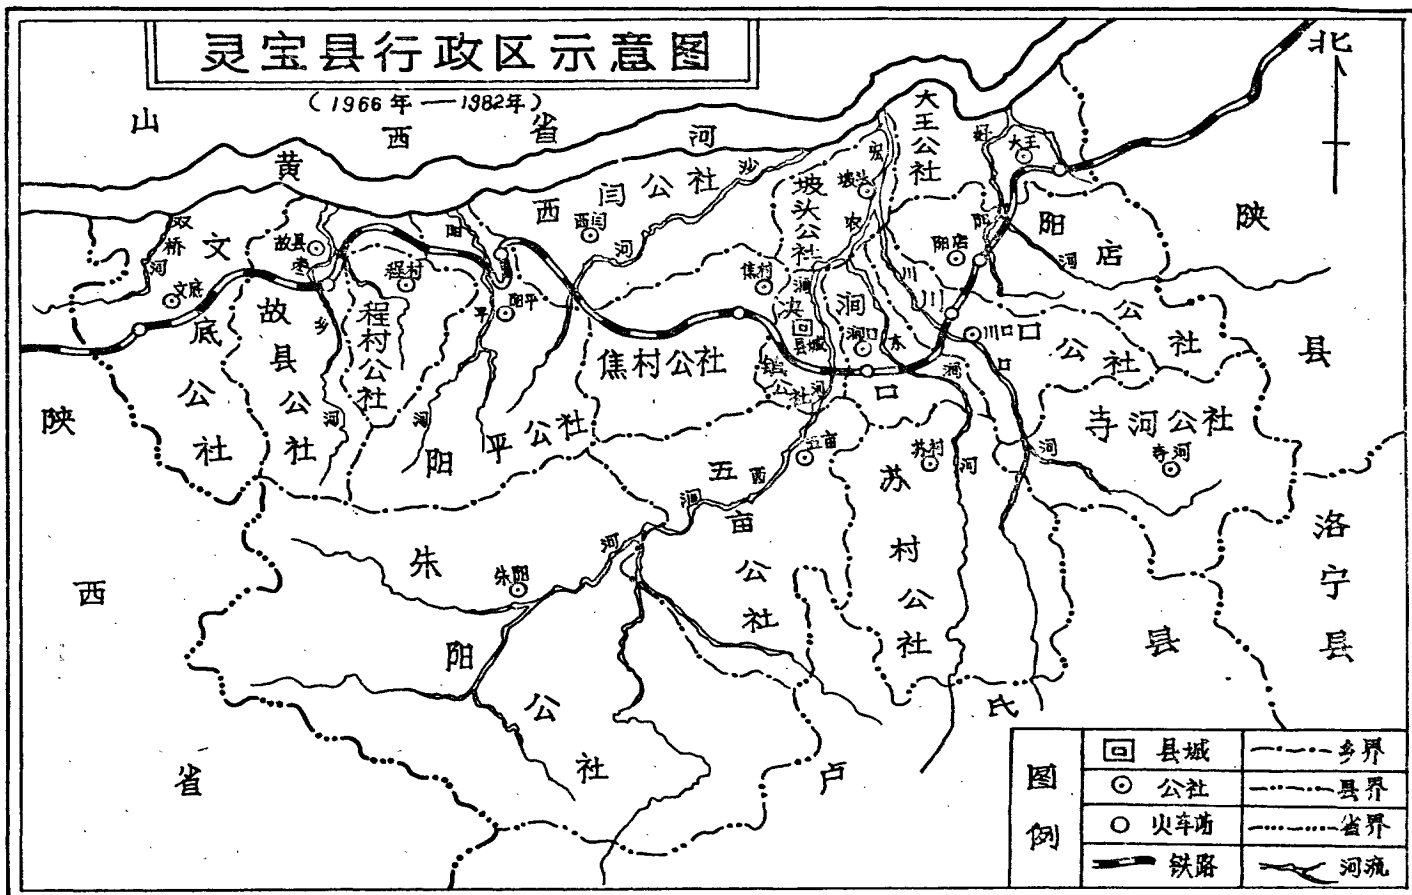 灵宝县行政区示意图
(1966年——1982年)
北
山西省
黄河
陕西省
陕县
洛宁县
卢氏县
大王公社
大王
好阳河
阳店公社
阳店
坡头公社
坡头
宏农
西闫公社
西闫
沙河
文底公社
文底
双桥河
故县公社
故县
枣乡河
程村公社
程村
阳平公社
阳平
阳平河
焦村公社
焦村
县城
涧口公社
涧口
川口公社
川口
寺河公社
寺河
五亩公社
五亩
苏村公社
苏村
朱阳公社
朱阳
西涧河
东涧河
图例
县城
公社
火车站
铁路
乡界
县界
省界
河流